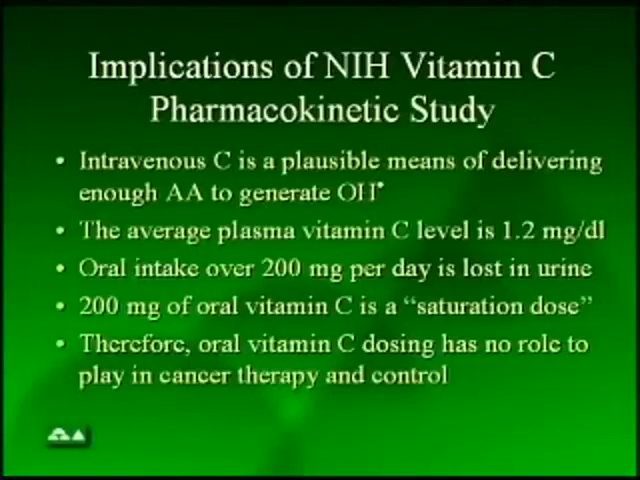 Implications of NIH Vitamin C
Pharmacokinetic Study
• Intravenous C is a plausible means of delivering
enough AA to generate OH•
• The average plasma vitamin C level is 1.2 mg/dl
• Oral intake over 200 mg per day is lost in urine
• 200 mg of oral vitamin C is a “saturation dose”
• Therefore, oral vitamin C dosing has no role to
play in cancer therapy and control